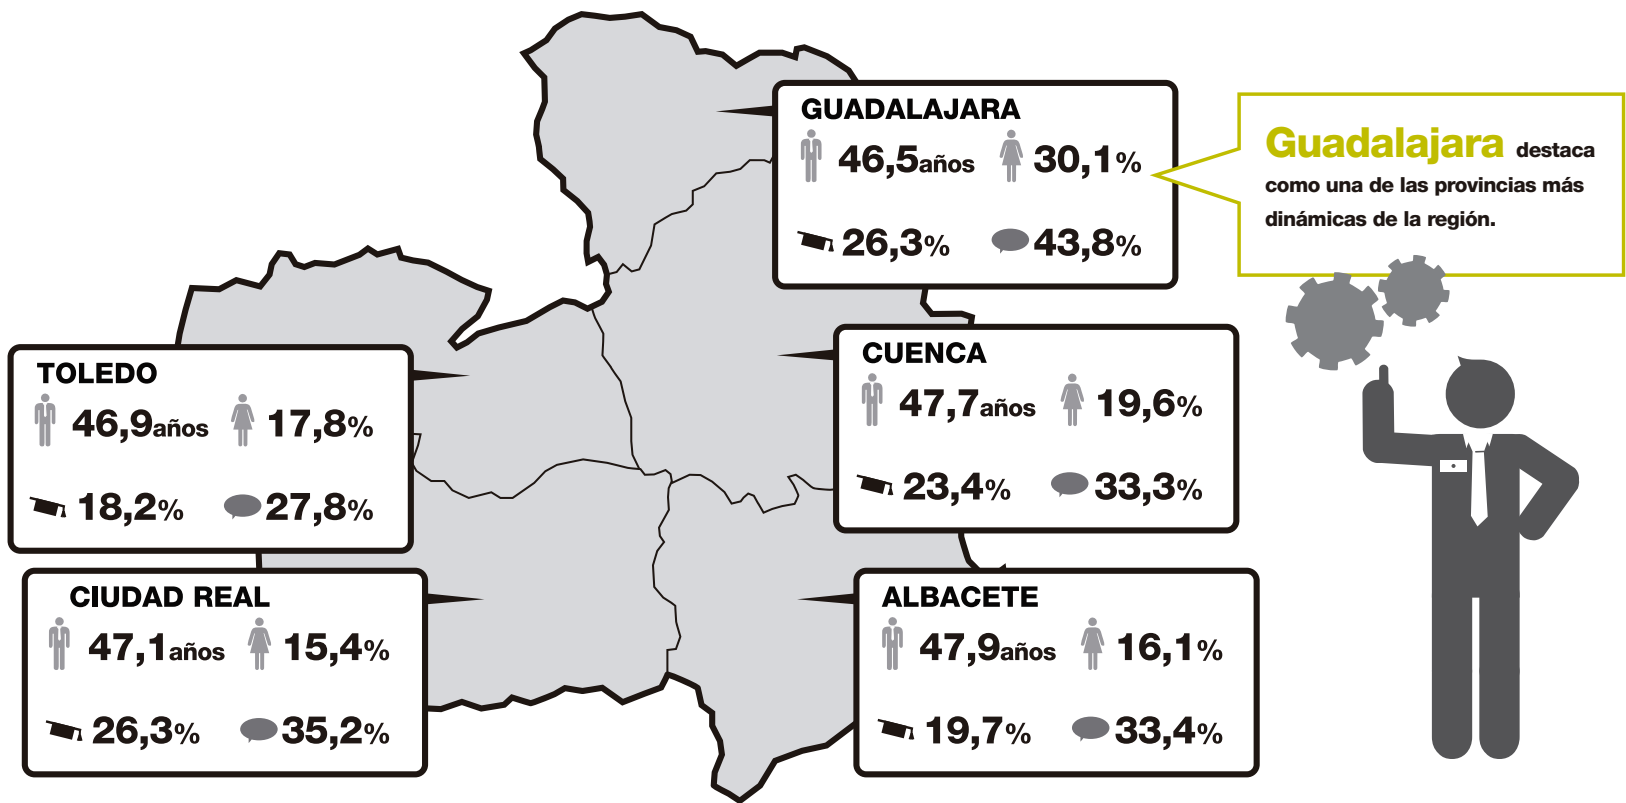 GUADALAJARA
46,5años 30,1%
26,3% 43,8%
Guadalajara destaca
como una de las provincias más
dinámicas de la región.
TOLEDO
46,9años 17,8%
18,2% 27,8%
CUENCA
47,7años 19,6%
23,4% 33,3%
CIUDAD REAL
47,1años 15,4%
26,3% 35,2%
ALBACETE
47,9años 16,1%
19,7% 33,4%